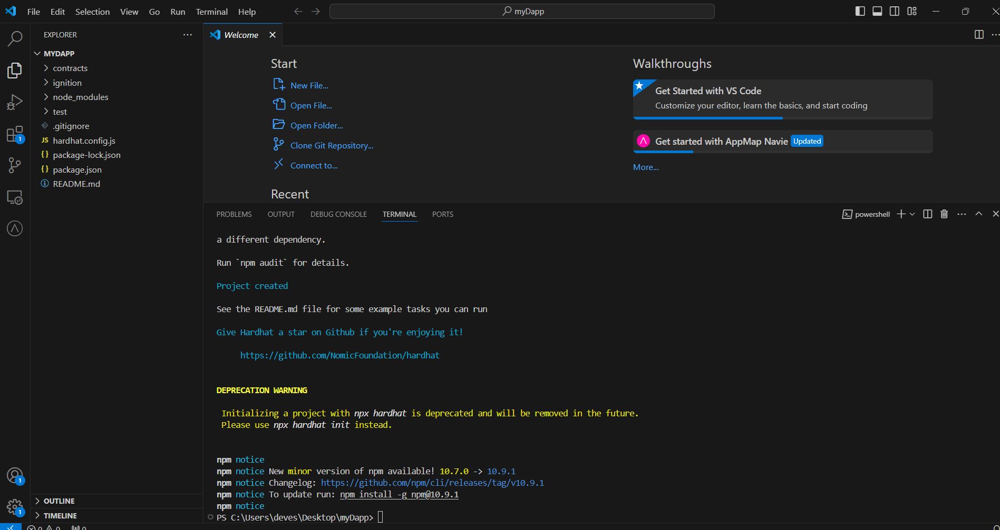 File Edit Selection View Go Run Terminal Help
myDapp
EXPLORER
MYDAPP
contracts
ignition
node_modules
test
.gitignore
JS hardhat.config.js
{} package-lock.json
{} package.json
README.md
OUTLINE
TIMELINE
1
1
1
Welcome
Start
New File...
Open File...
Open Folder...
Clone Git Repository...
Connect to...
Recent
Walkthroughs
Get Started with VS Code
Customize your editor, learn the basics, and start coding
Get started with AppMap Navie Updated
More...
PROBLEMS OUTPUT DEBUG CONSOLE TERMINAL PORTS
powershell
a different dependency.
Run `npm audit` for details.
Project created
See the README.md file for some example tasks you can run
Give Hardhat a star on Github if you're enjoying it!
https://github.com/NomicFoundation/hardhat
DEPRECATION WARNING
Initializing a project with npx hardhat is deprecated and will be removed in the future.
Please use npx hardhat init instead.
npm notice
npm notice New minor version of npm available! 10.7.0 -> 10.9.1
npm notice Changelog: https://github.com/npm/cli/releases/tag/v10.9.1
npm notice To update run: npm install -g npm@10.9.1
npm notice
PS C:\Users\deves\Desktop\myDapp>
0 0 0